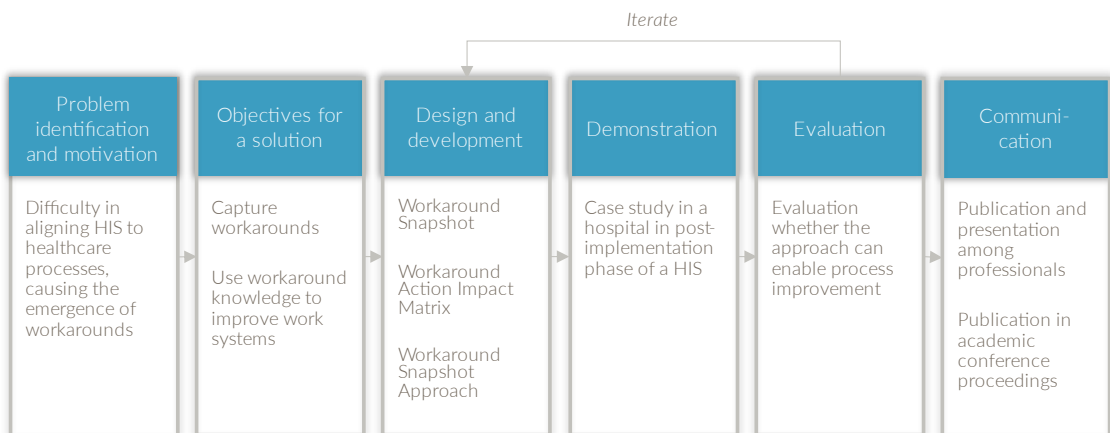 Iterate
Problem
identification
and motivation
Objectives for
a solution
Design and
development
Demonstration
Evaluation
Communi-
cation
Difficulty in
aligning HIS to
healthcare
processes,
causing the
emergence of
workarounds
Capture
workarounds
Use workaround
knowledge to
improve work
systems
Workaround
Snapshot
Workaround
Action Impact
Matrix
Workaround
Snapshot
Approach
Case study in a
hospital in post-
implementation
phase of a HIS
Evaluation
whether the
approach can
enable process
improvement
Publication and
presentation
among
professionals
Publication in
academic
conference
proceedings